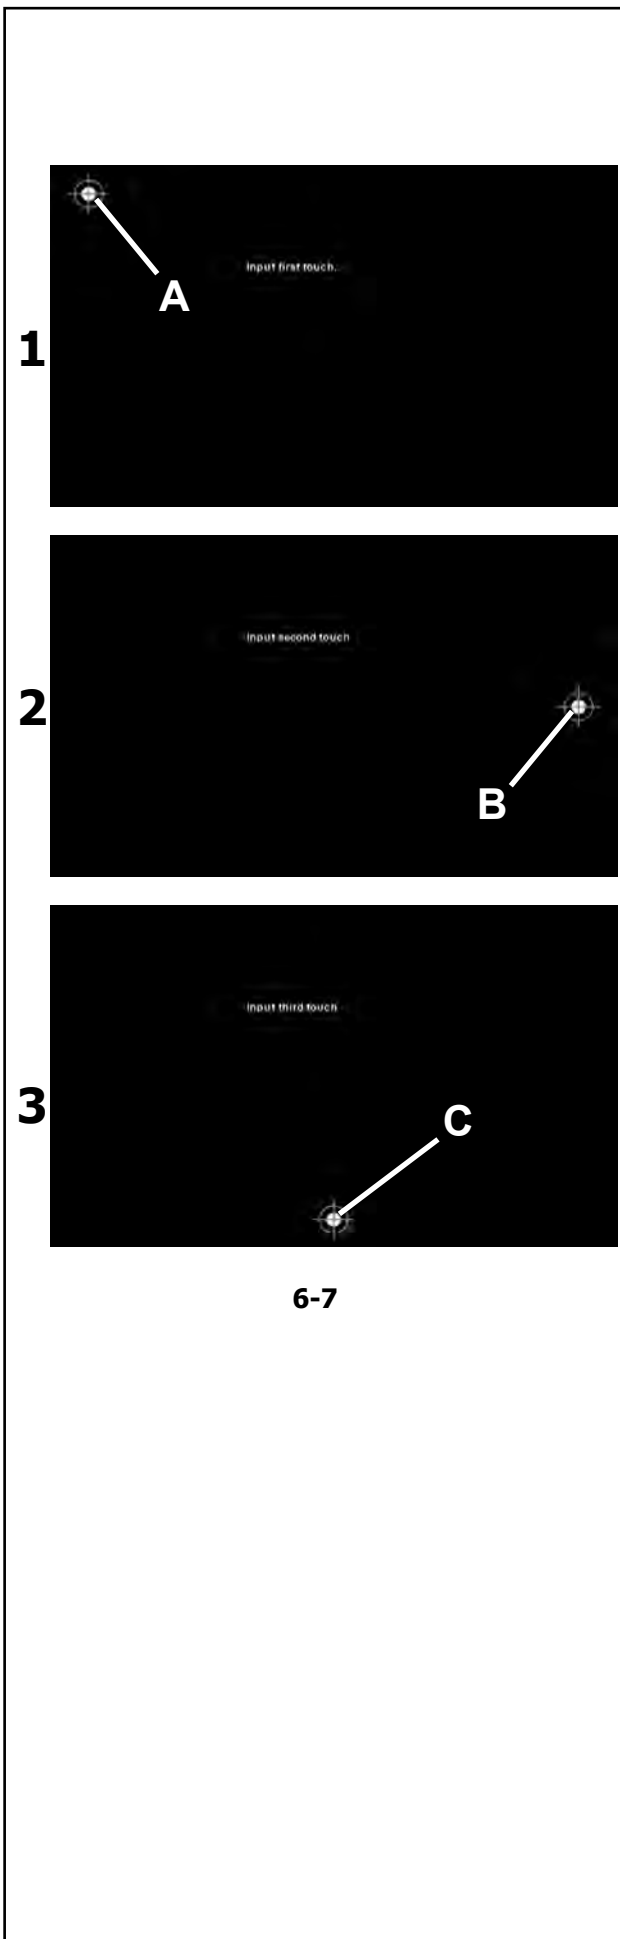 Input first touch.
A
1
Input second touch
2
B
Input third touch
3
C
6-7